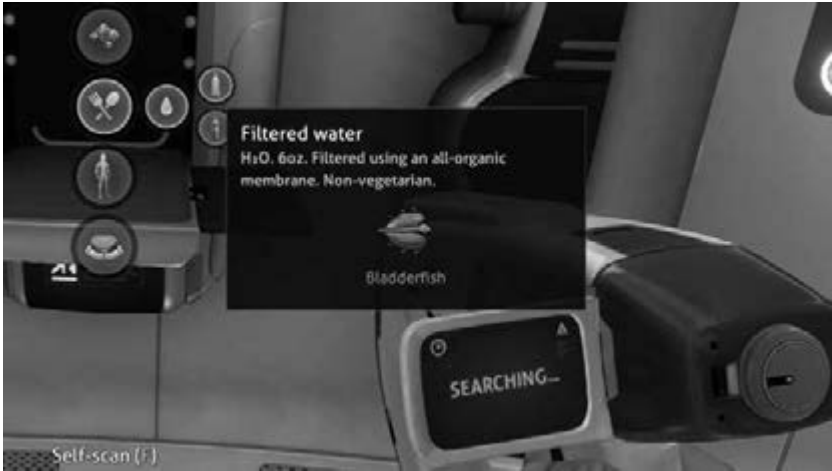 Filtered water
H₂O. 6oz. Filtered using an all-organic
membrane. Non-vegetarian.
Bladderfish
SEARCHING...
Self-scan (F)